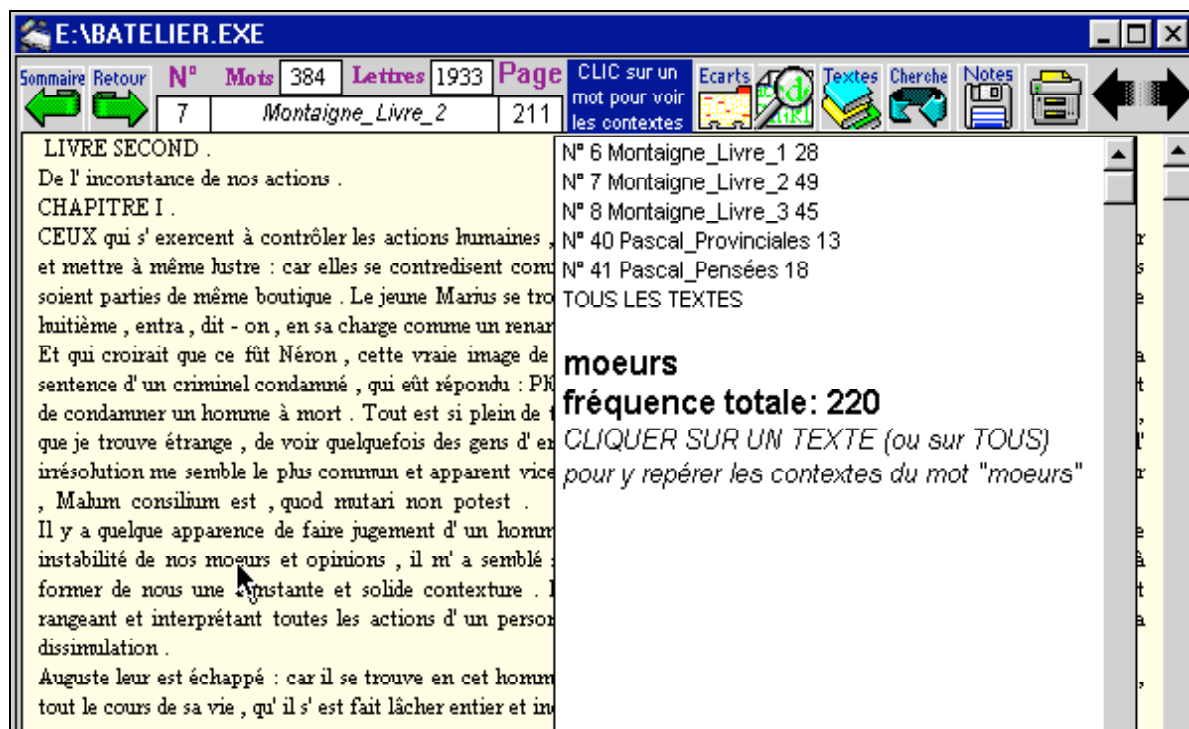 E:\BATELIER.EXE
Sommaire Retour N° Mots 384 Lettres 1933 Page
7 Montaigne_Livre_2 211
CLIC sur un
mot pour voir
les contextes
Ecarts Textes Cherche Notes
LIVRE SECOND .
De l' inconstance de nos actions .
CHAPITRE I .
CEUX qui s' exercent à contrôler les actions humaines ,
et mettre à même lustre : car elles se contredisent
soient parties de même boutique . Le jeune Marius se
huitième , entra , dit - on , en sa charge comme un
Et qui croirait que ce fût Néron , cette vraie image de
sentence d' un criminel condamné , qui eût répondu :
de condamner un homme à mort . Tout est si plein de
que je trouve étrange , de voir quelquefois des gens d'
irrésolution me semble le plus commun et apparent vice
, Malum consilium est , quod mutari non potest .
Il y a quelque apparence de faire jugement d' un
instabilité de nos moeurs et opinions , il m' a semblé
former de nous une constante et solide contexture .
rangeant et interprétant toutes les actions d' un
dissimulation .
Auguste leur est échappé : car il se trouve en cet
tout le cours de sa vie , qu' il s' est fait lâcher entier et
N° 6 Montaigne_Livre_1 28
N° 7 Montaigne_Livre_2 49
N° 8 Montaigne_Livre_3 45
N° 40 Pascal_Provinciales 13
N° 41 Pascal_Pensées 18
TOUS LES TEXTES
moeurs
fréquence totale: 220
CLIQUER SUR UN TEXTE (ou sur TOUS)
pour y repérer les contextes du mot "moeurs"